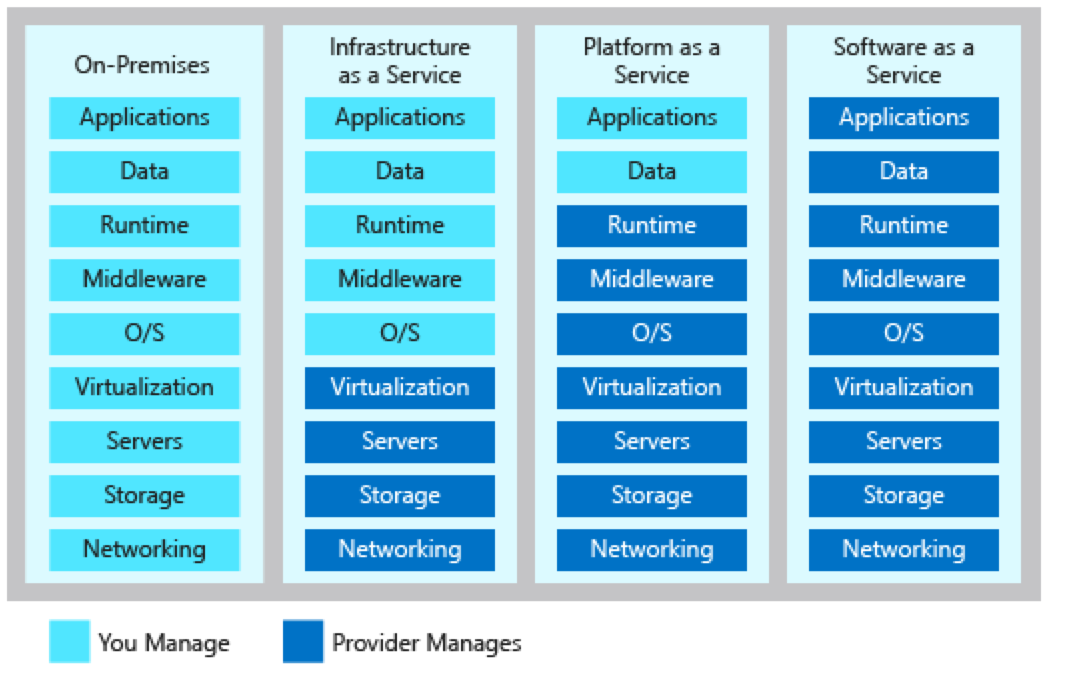 On-Premises
Applications
Data
Runtime
Middleware
O/S
Virtualization
Servers
Storage
Networking
Infrastructure
as a Service
Applications
Data
Runtime
Middleware
O/S
Virtualization
Servers
Storage
Networking
Platform as a
Service
Applications
Data
Runtime
Middleware
O/S
Virtualization
Servers
Storage
Networking
Software as a
Service
Applications
Data
Runtime
Middleware
O/S
Virtualization
Servers
Storage
Networking
You Manage
Provider Manages